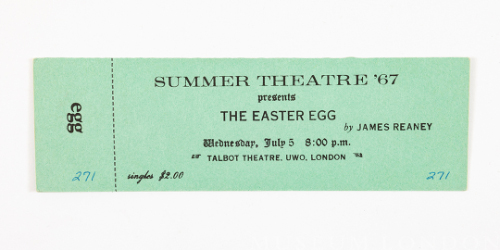 egg
271
SUMMER THEATRE '67
presents
THE EASTER EGG
by JAMES REANEY
Wednesday, July 5 8:00 p.m.
TALBOT THEATRE, UWO, LONDON
singles $2.00
271